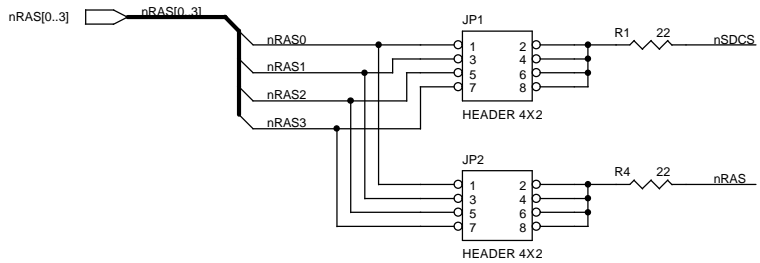 nRAS[0..3]
nRAS[0..3]
JP1
R1 22 nSDCS
nRAS0
nRAS1
nRAS2
nRAS3
1 2
3 4
5 6
7 8
HEADER 4X2
JP2
R4 22 nRAS
1 2
3 4
5 6
7 8
HEADER 4X2